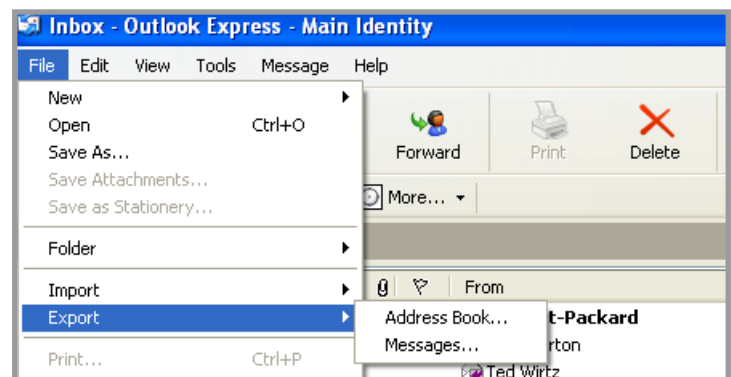 Inbox - Outlook Express - Main Identity
File Edit View Tools Message Help
New
Open Ctrl+O
Save As...
Save Attachments...
Save as Stationery...
Folder
Import
Export
Print... Ctrl+P
Forward Print Delete
More...
From
Address Book...
Messages...
t-Packard
rton
Ted Wirtz